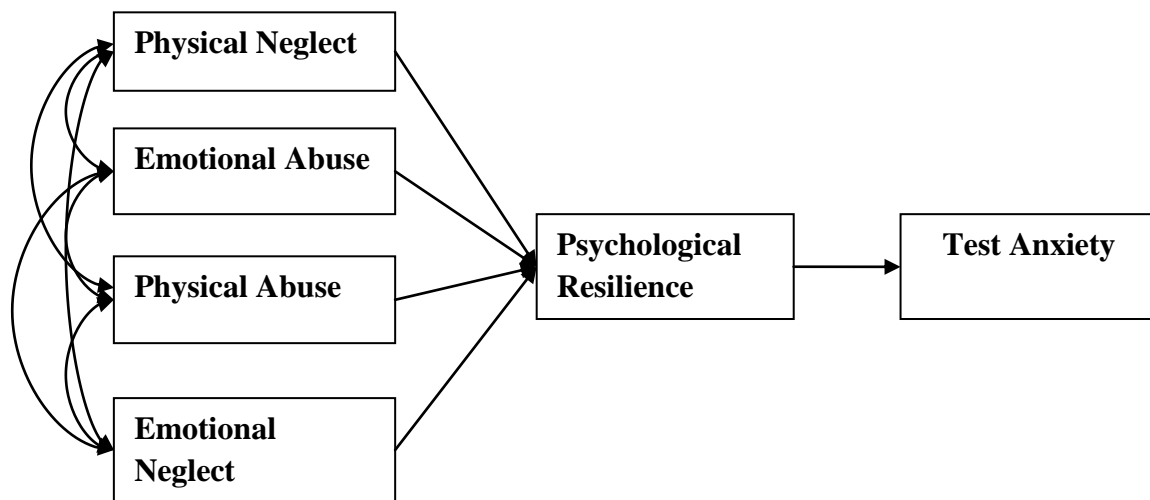 Physical Neglect
Emotional Abuse
Physical Abuse
Emotional
Neglect
Psychological
Resilience
Test Anxiety